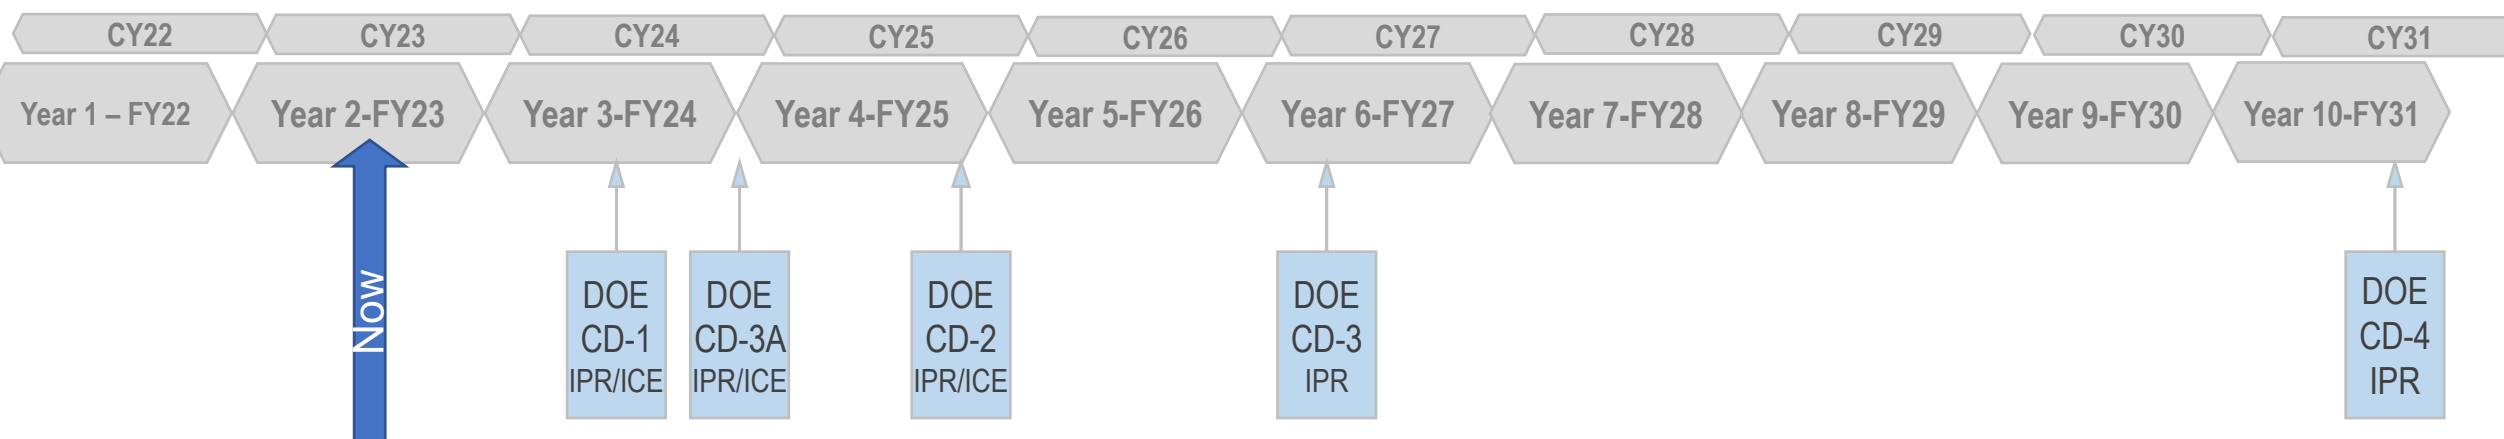 CY22
CY23
CY24
CY25
CY26
CY27
CY28
CY29
CY30
CY31
Year 1 – FY22
Year 2-FY23
Year 3-FY24
Year 4-FY25
Year 5-FY26
Year 6-FY27
Year 7-FY28
Year 8-FY29
Year 9-FY30
Year 10-FY31
Now
DOE
CD-1
IPR/ICE
DOE
CD-3A
IPR/ICE
DOE
CD-2
IPR/ICE
DOE
CD-3
IPR
DOE
CD-4
IPR